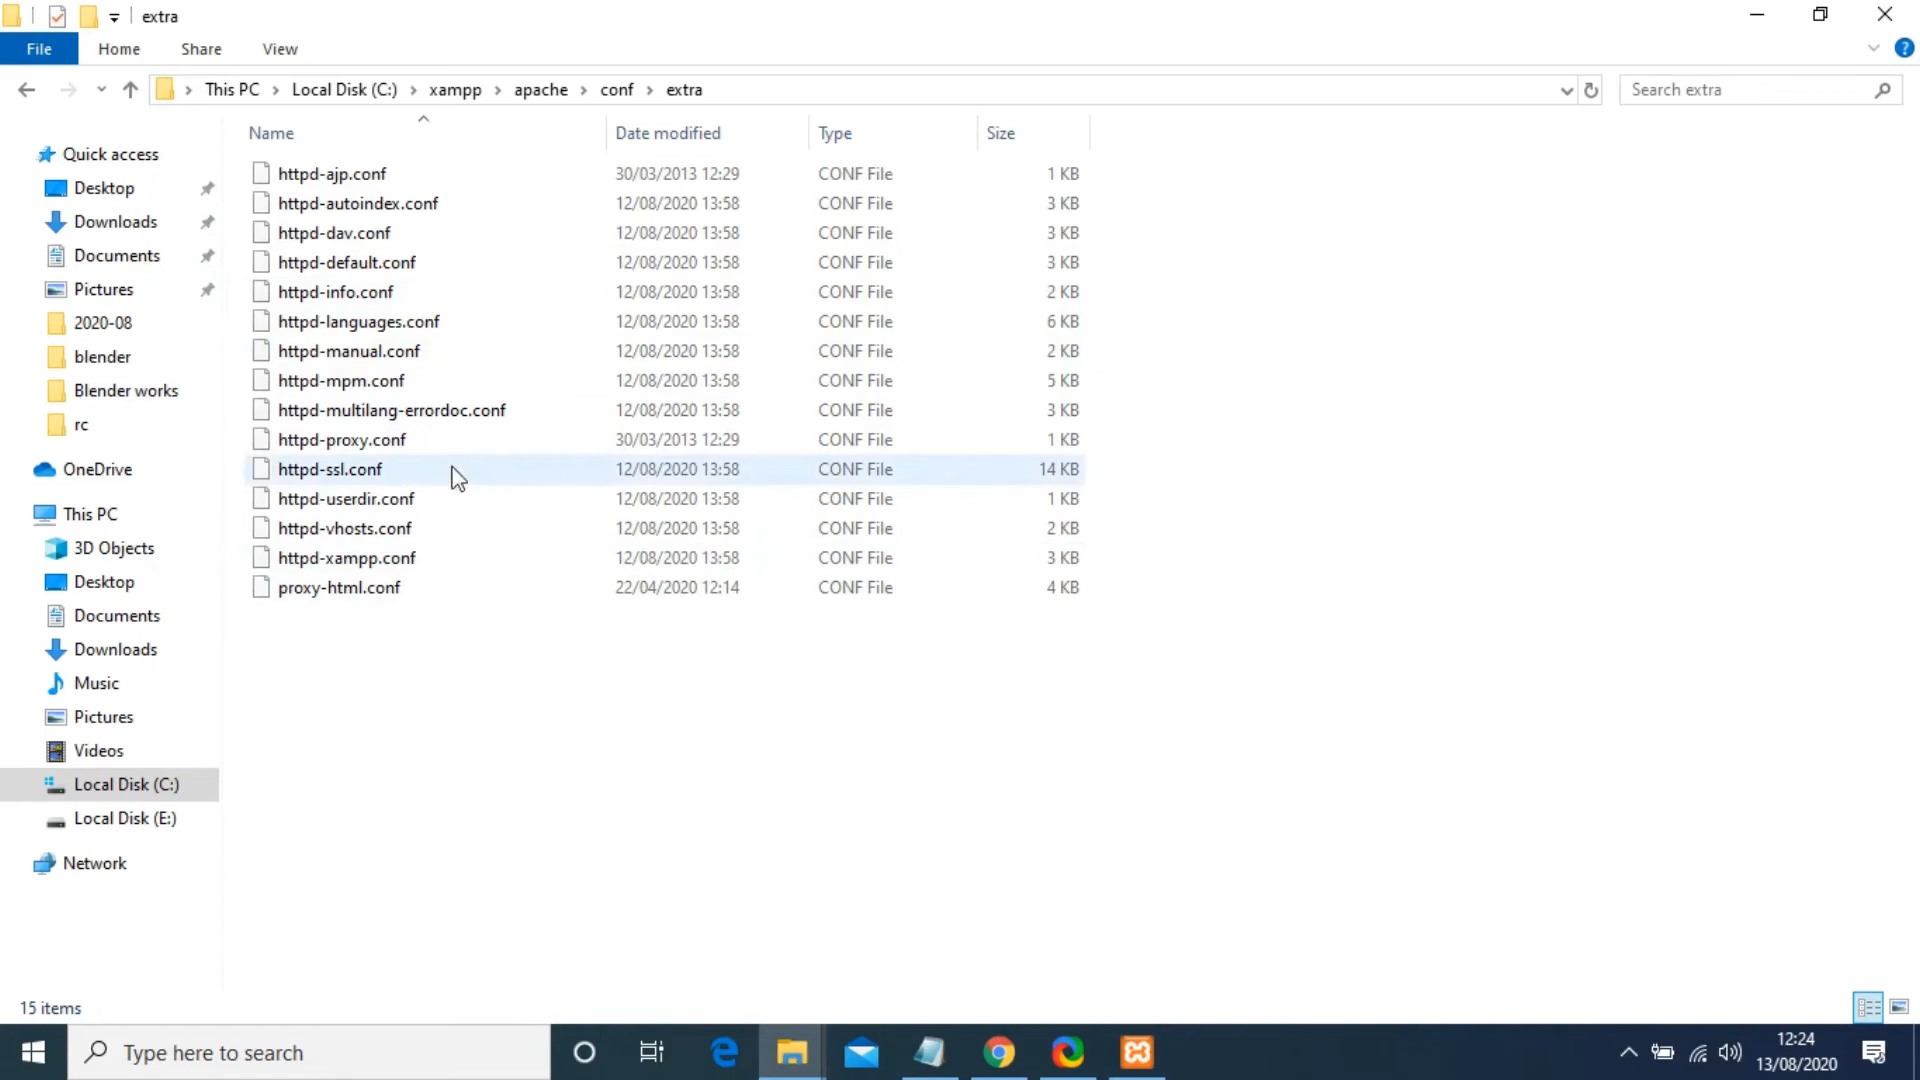 extra
File Home Share View
This PC Local Disk (C:) xampp apache conf extra
Search extra
Name Date modified Type Size
Quick access
Desktop
Downloads
Documents
Pictures
2020-08
blender
Blender works
rc
OneDrive
This PC
3D Objects
Desktop
Documents
Downloads
Music
Pictures
Videos
Local Disk (C:)
Local Disk (E:)
Network
httpd-ajp.conf 30/03/2013 12:29 CONF File 1 KB
httpd-autoindex.conf 12/08/2020 13:58 CONF File 3 KB
httpd-dav.conf 12/08/2020 13:58 CONF File 3 KB
httpd-default.conf 12/08/2020 13:58 CONF File 3 KB
httpd-info.conf 12/08/2020 13:58 CONF File 2 KB
httpd-languages.conf 12/08/2020 13:58 CONF File 6 KB
httpd-manual.conf 12/08/2020 13:58 CONF File 2 KB
httpd-mpm.conf 12/08/2020 13:58 CONF File 5 KB
httpd-multilang-errordoc.conf 12/08/2020 13:58 CONF File 3 KB
httpd-proxy.conf 30/03/2013 12:29 CONF File 1 KB
httpd-ssl.conf 12/08/2020 13:58 CONF File 14 KB
httpd-userdir.conf 12/08/2020 13:58 CONF File 1 KB
httpd-vhosts.conf 12/08/2020 13:58 CONF File 2 KB
httpd-xampp.conf 12/08/2020 13:58 CONF File 3 KB
proxy-html.conf 22/04/2020 12:14 CONF File 4 KB
15 items
Type here to search
12:24
13/08/2020